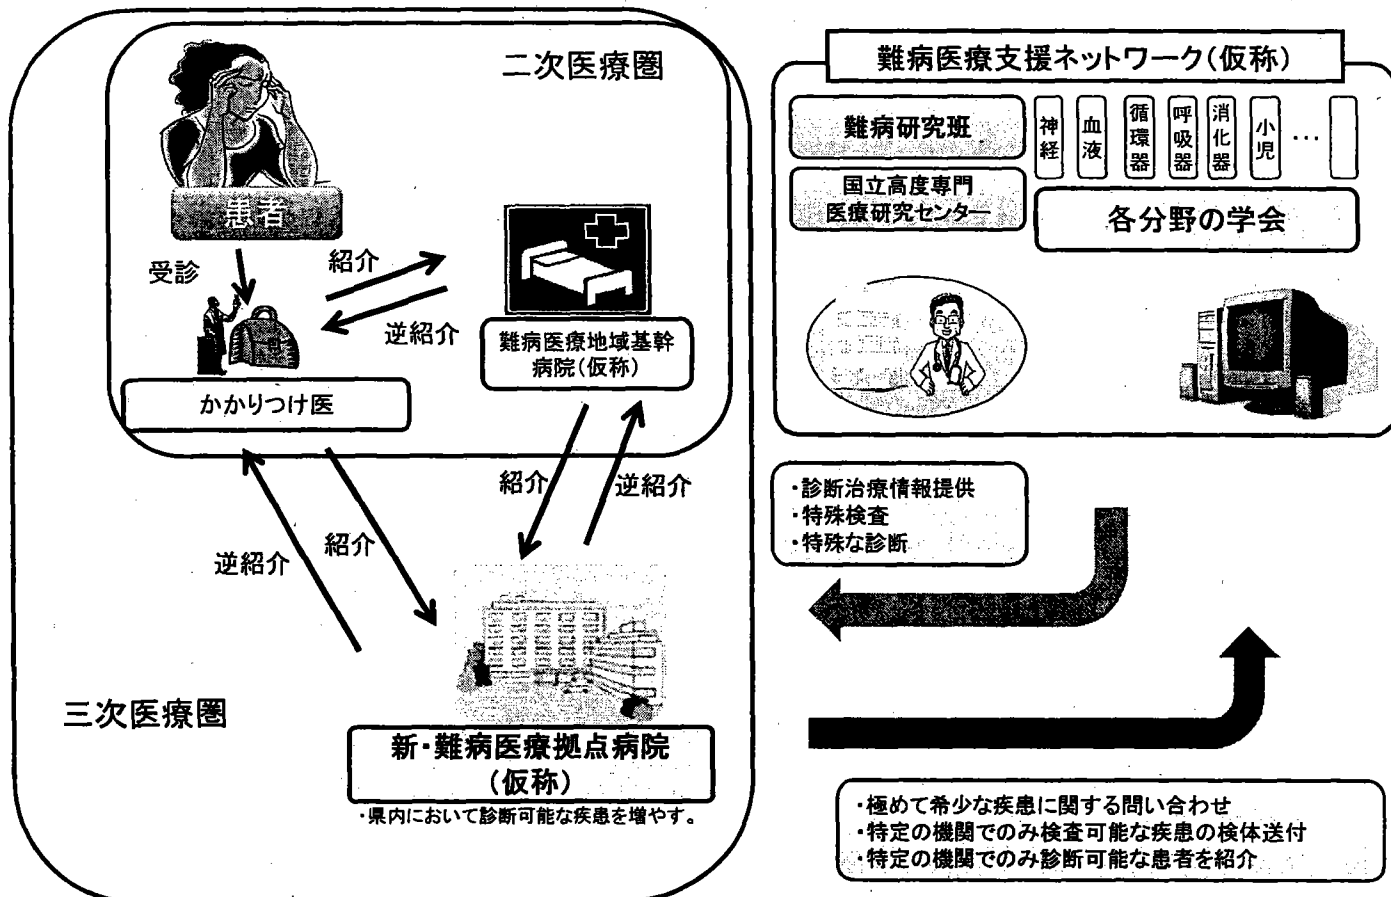 二次医療圏
患者
受診
紹介
逆紹介
難病医療地域基幹
病院(仮称)
かかりつけ医
紹介
逆紹介
逆紹介
紹介
三次医療圏
新・難病医療拠点病院
(仮称)
・県内において診断可能な疾患を増やす。
難病医療支援ネットワーク(仮称)
難病研究班
神経
血液
循環器
呼吸器
消化器
小児
…
国立高度専門
医療研究センター
各分野の学会
・診断治療情報提供
・特殊検査
・特殊な診断
・極めて希少な疾患に関する問い合わせ
・特定の機関でのみ検査可能な疾患の検体送付
・特定の機関でのみ診断可能な患者を紹介